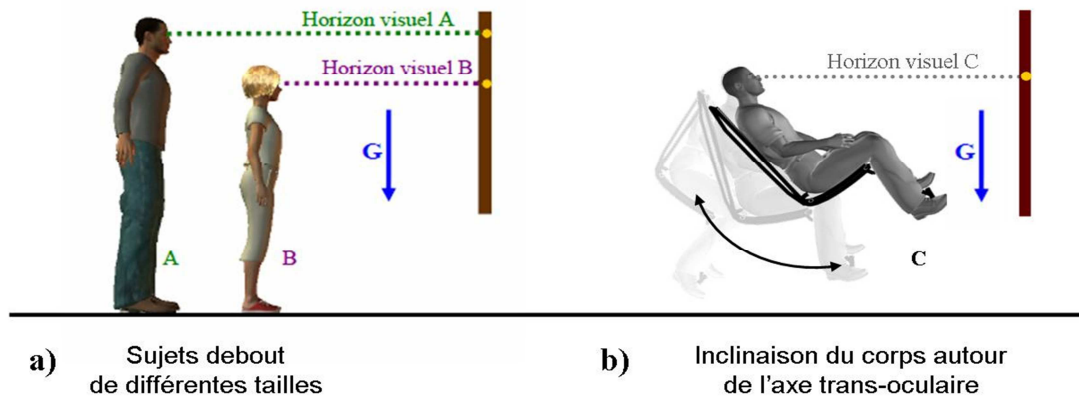 Horizon visuel A
Horizon visuel B
G
A
B
Horizon visuel C
G
C
a) Sujets debout
de différentes tailles
b) Inclinaison du corps autour
de l'axe trans-oculaire